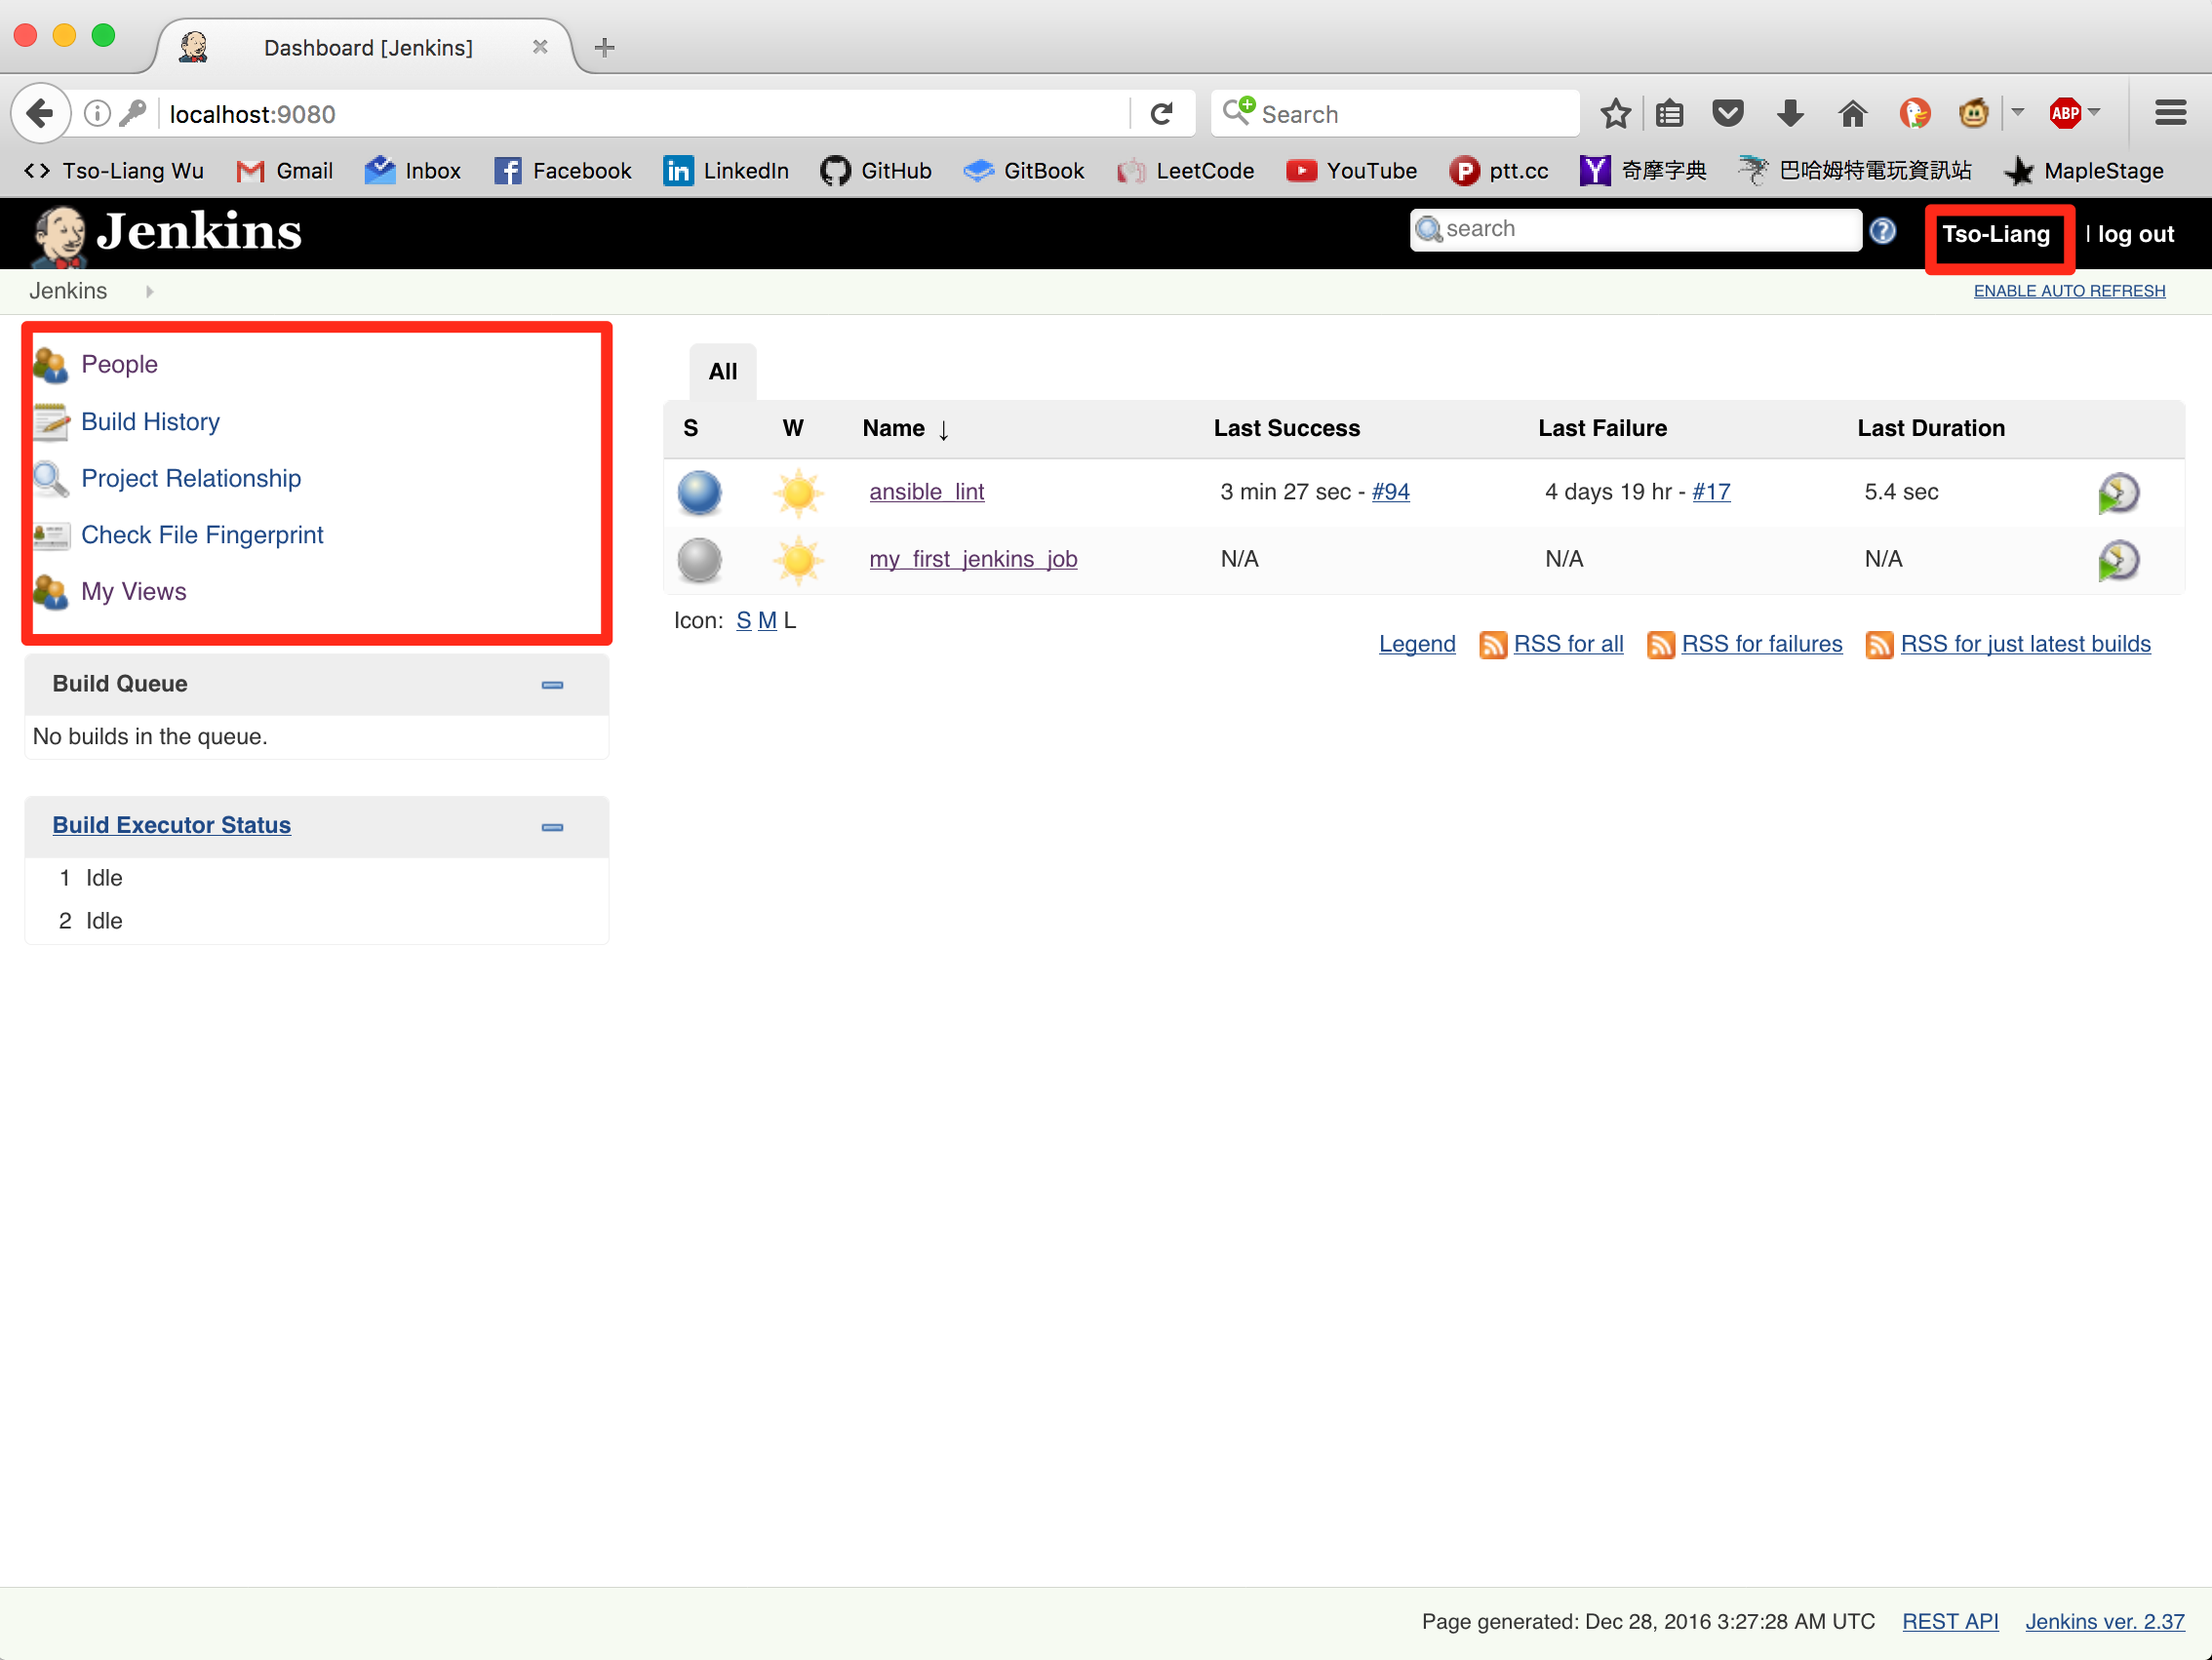 Dashboard [Jenkins]
localhost:9080
Search
ABP
Tso-Liang Wu
Gmail
Inbox
Facebook
LinkedIn
GitHub
GitBook
LeetCode
YouTube
ptt.cc
奇摩字典
巴哈姆特電玩資訊站
MapleStage
Jenkins
search
Tso-Liang
| log out
Jenkins
ENABLE AUTO REFRESH
People
Build History
Project Relationship
Check File Fingerprint
My Views
Build Queue
No builds in the queue.
Build Executor Status
1 Idle
2 Idle
All
S W Name ↓ Last Success Last Failure Last Duration
ansible_lint 3 min 27 sec - #94 4 days 19 hr - #17 5.4 sec
my_first_jenkins_job N/A N/A N/A
Icon: S M L
Legend RSS for all RSS for failures RSS for just latest builds
Page generated: Dec 28, 2016 3:27:28 AM UTC REST API Jenkins ver. 2.37